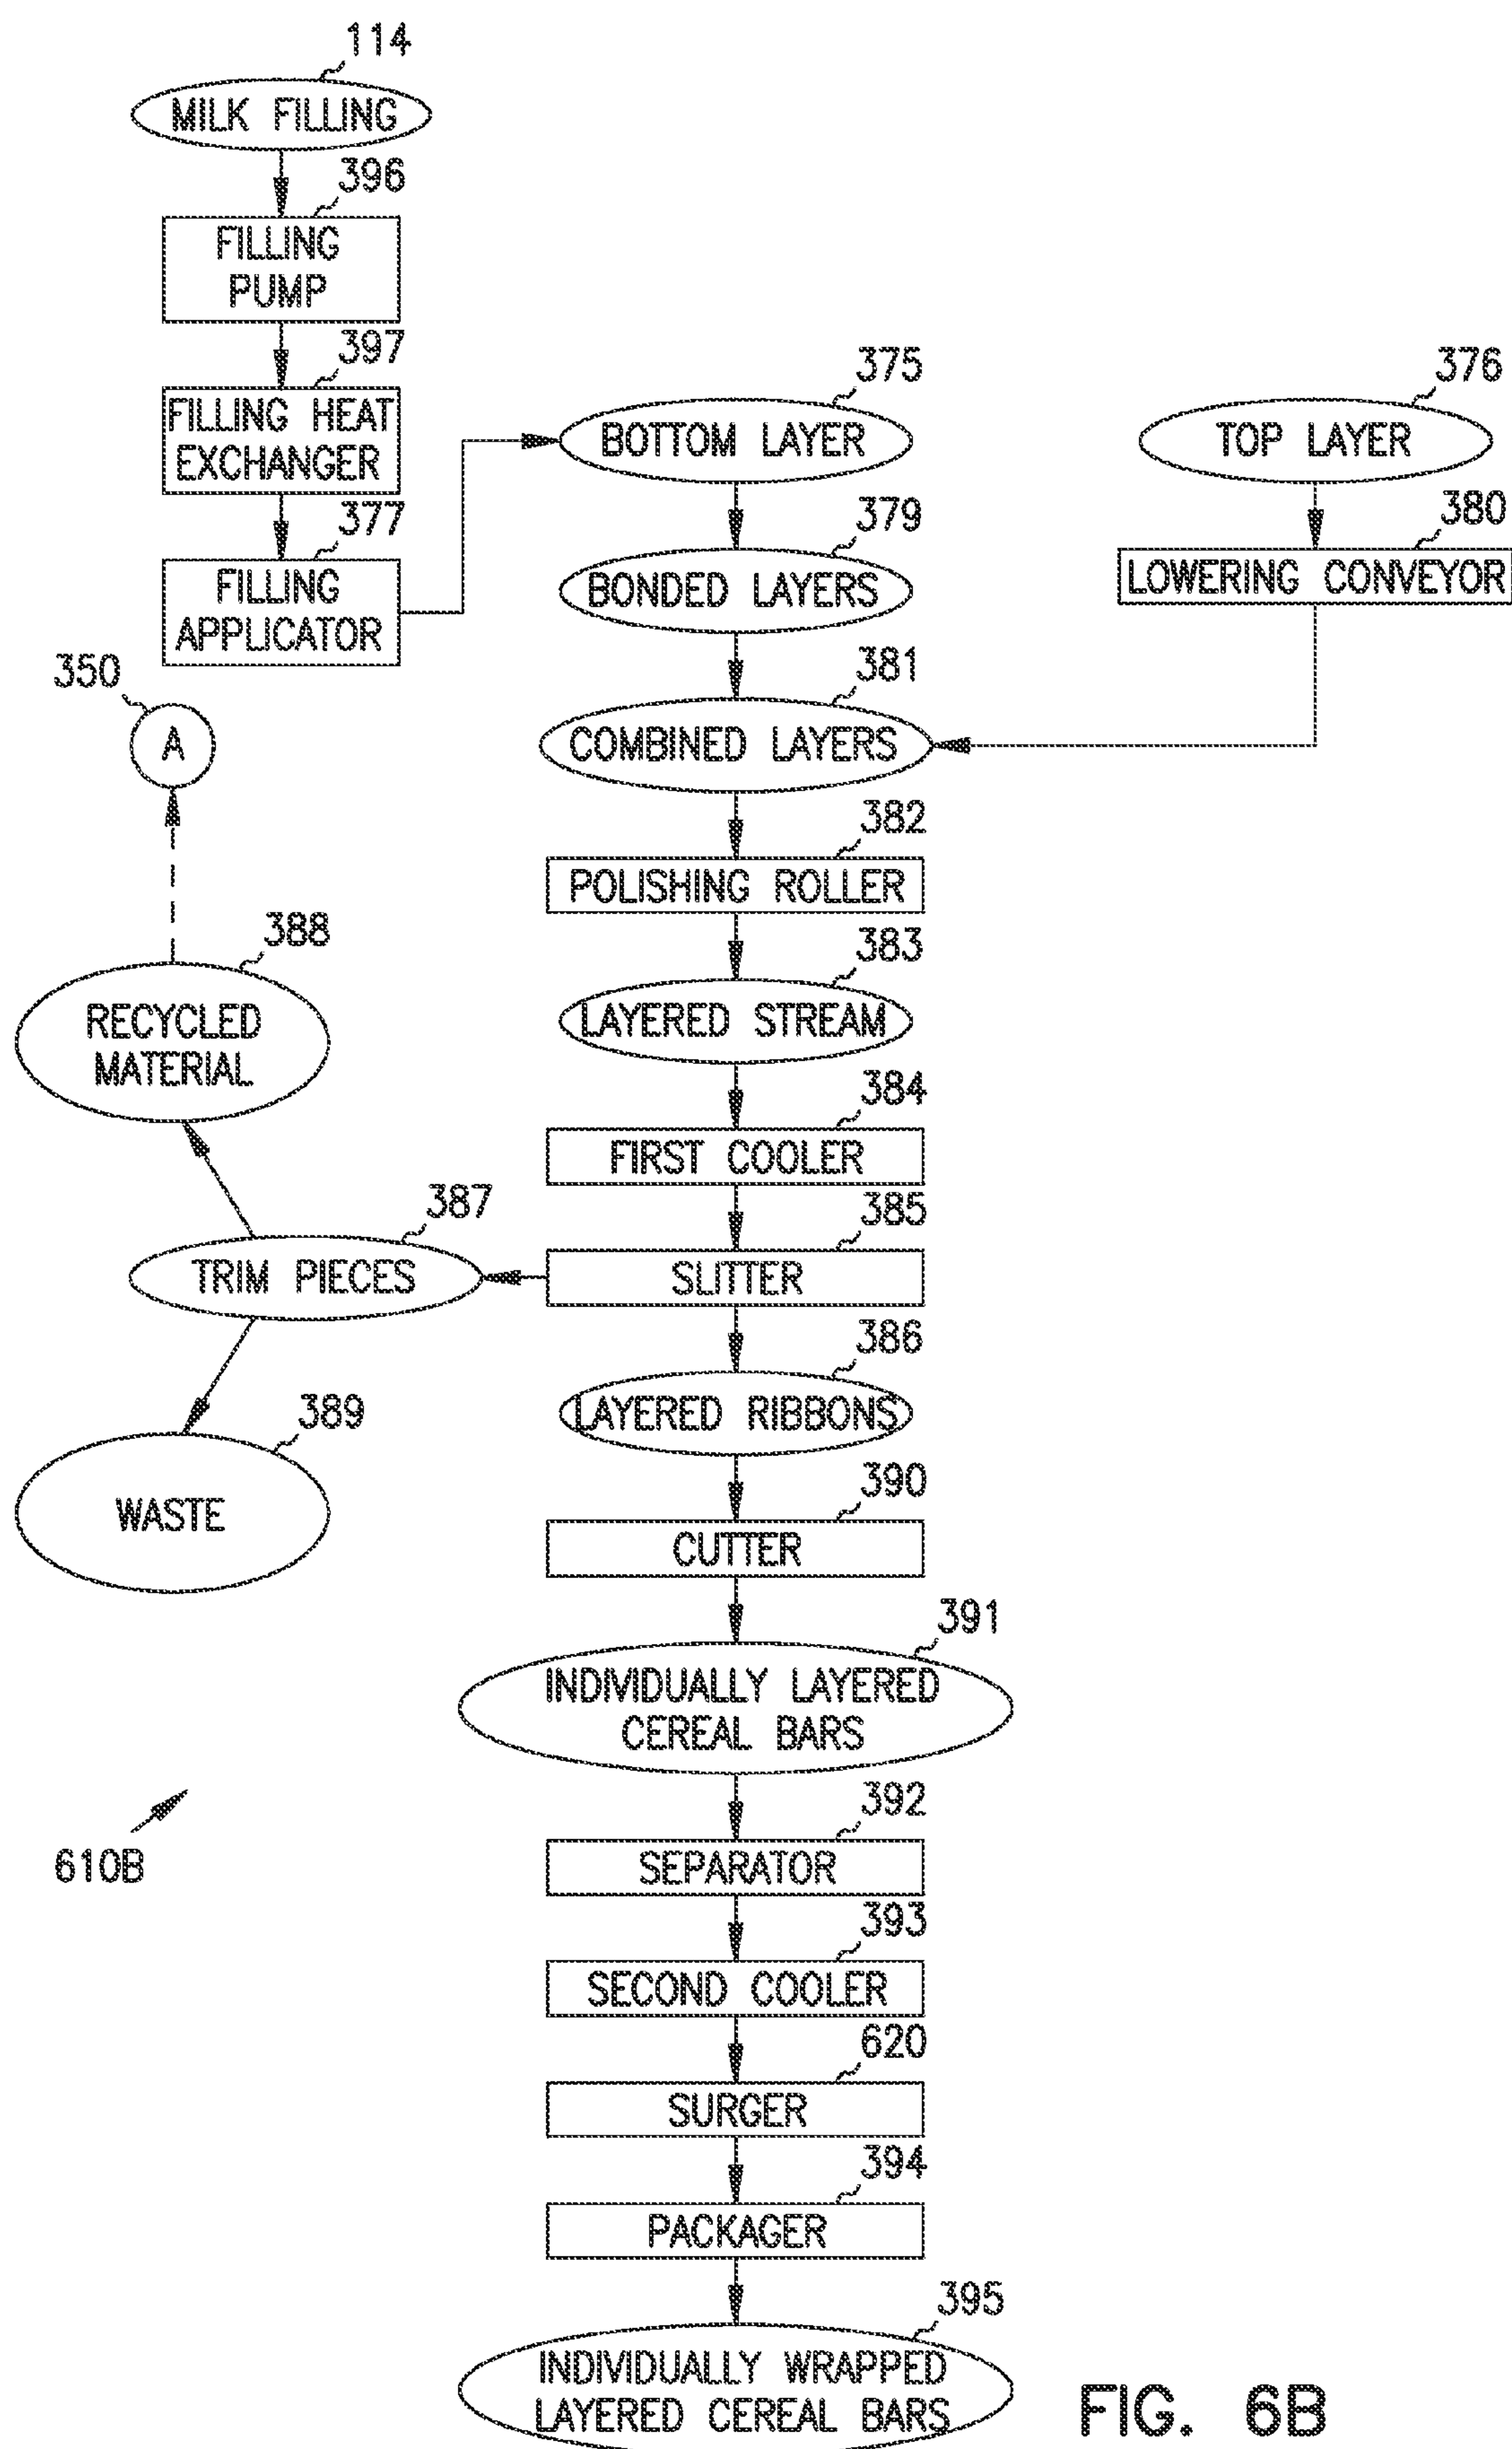 114
MILK FILLING
396
FILLING
PUMP
397
FILLING HEAT
EXCHANGER
377
FILLING
APPLICATOR
375
BOTTOM LAYER
376
TOP LAYER
379
BONDED LAYERS
380
LOWERING CONVEYOR
381
COMBINED LAYERS
350
A
382
POLISHING ROLLER
383
LAYERED STREAM
388
RECYCLED
MATERIAL
384
FIRST COOLER
385
SLITTER
387
TRIM PIECES
386
LAYERED RIBBONS
389
WASTE
390
CUTTER
391
INDIVIDUALLY LAYERED
CEREAL BARS
392
SEPARATOR
610B
393
SECOND COOLER
620
SURGER
394
PACKAGER
395
INDIVIDUALLY WRAPPED
LAYERED CEREAL BARS
FIG. 6B